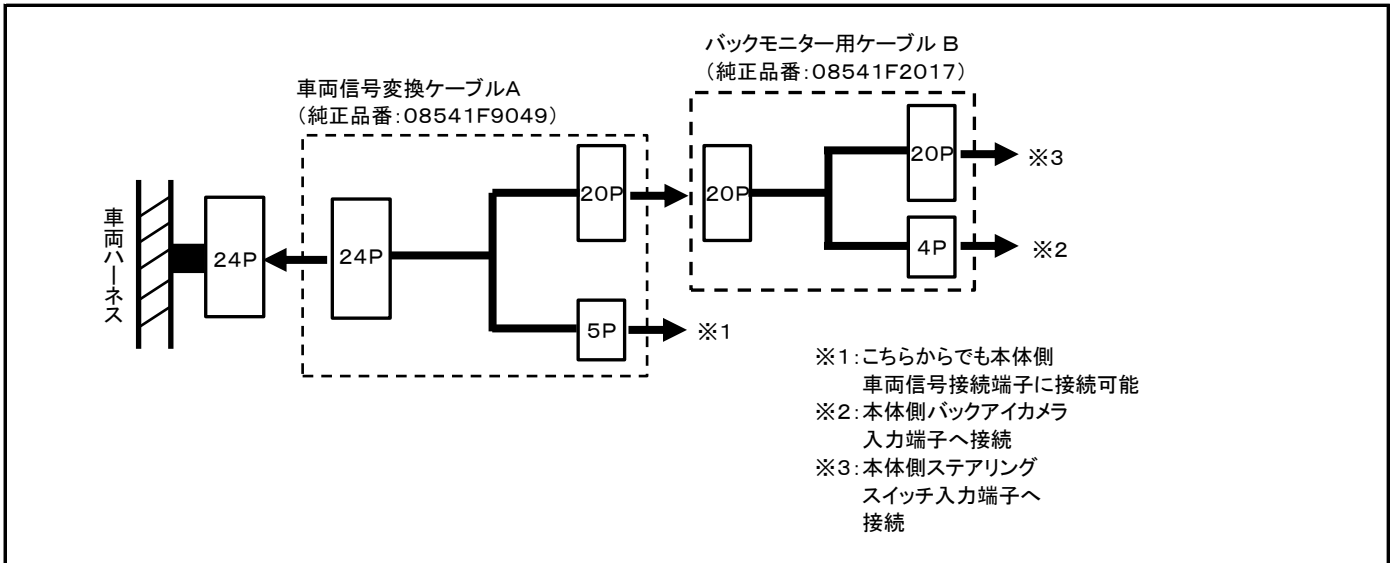 バックモニター用ケーブル B
（純正品番：08541F2017）
車両信号変換ケーブルA
（純正品番：08541F9049）
車両ハーネス
24P
24P
20P
5P
※1
20P
20P
※3
4P
※2
※1：こちらからでも本体側
車両信号接続端子に接続可能
※2：本体側バックアイカメラ
入力端子へ接続
※3：本体側ステアリング
スイッチ入力端子へ
接続